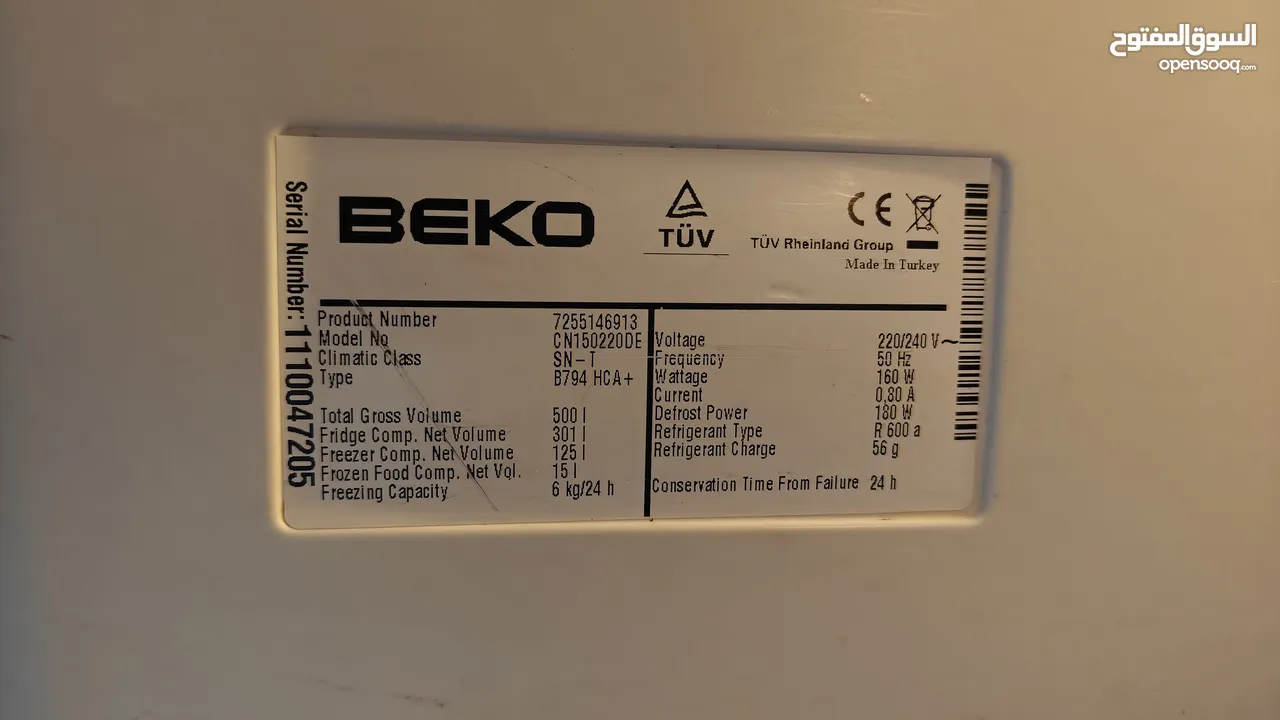 السوق المفتوح
opensooq.com
BEKO
TÜV
CE
TÜV Rheinland Group
Made In Turkey
Serial Number: 1110047205
Product Number 7255146913
Model No CN150220DE
Climatic Class SN-T
Type B794 HCA+
Total Gross Volume 500 l
Fridge Comp. Net Volume 301 l
Freezer Comp. Net Volume 125 l
Frozen Food Comp. Net Vol. 15 l
Freezing Capacity 6 kg/24 h
Voltage 220/240 V~
Frequency 50 Hz
Wattage 160 W
Current 0,80 A
Defrost Power 180 W
Refrigerant Type R 600 a
Refrigerant Charge 56 g
Conservation Time From Failure 24 h